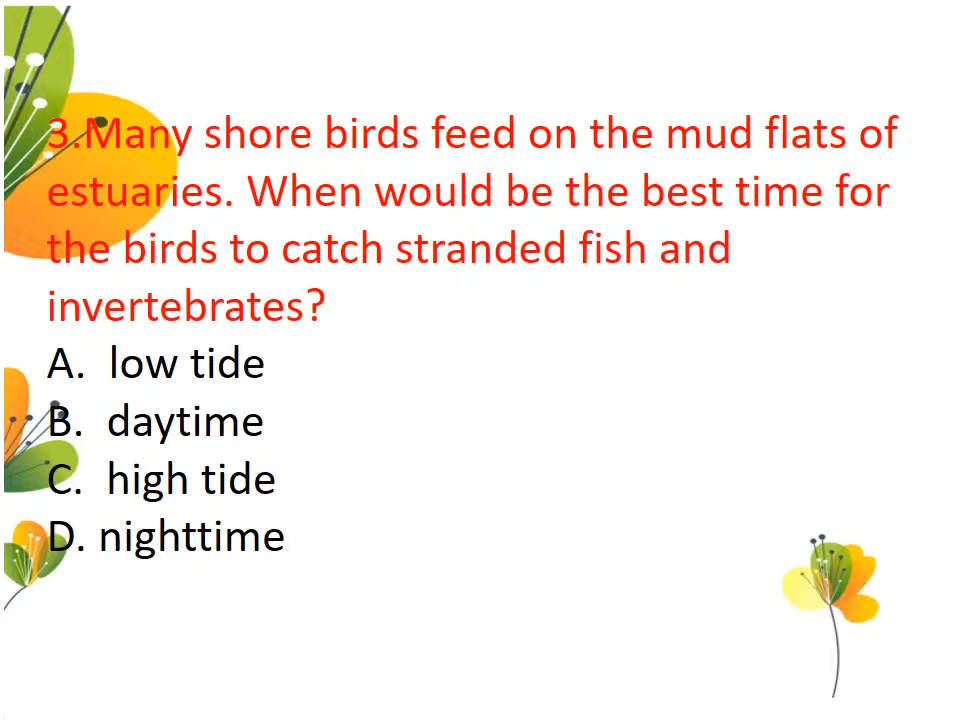 3.Many shore birds feed on the mud flats of
estuaries. When would be the best time for
the birds to catch stranded fish and
invertebrates?
A.  low tide
B.  daytime
C.  high tide
D. nighttime